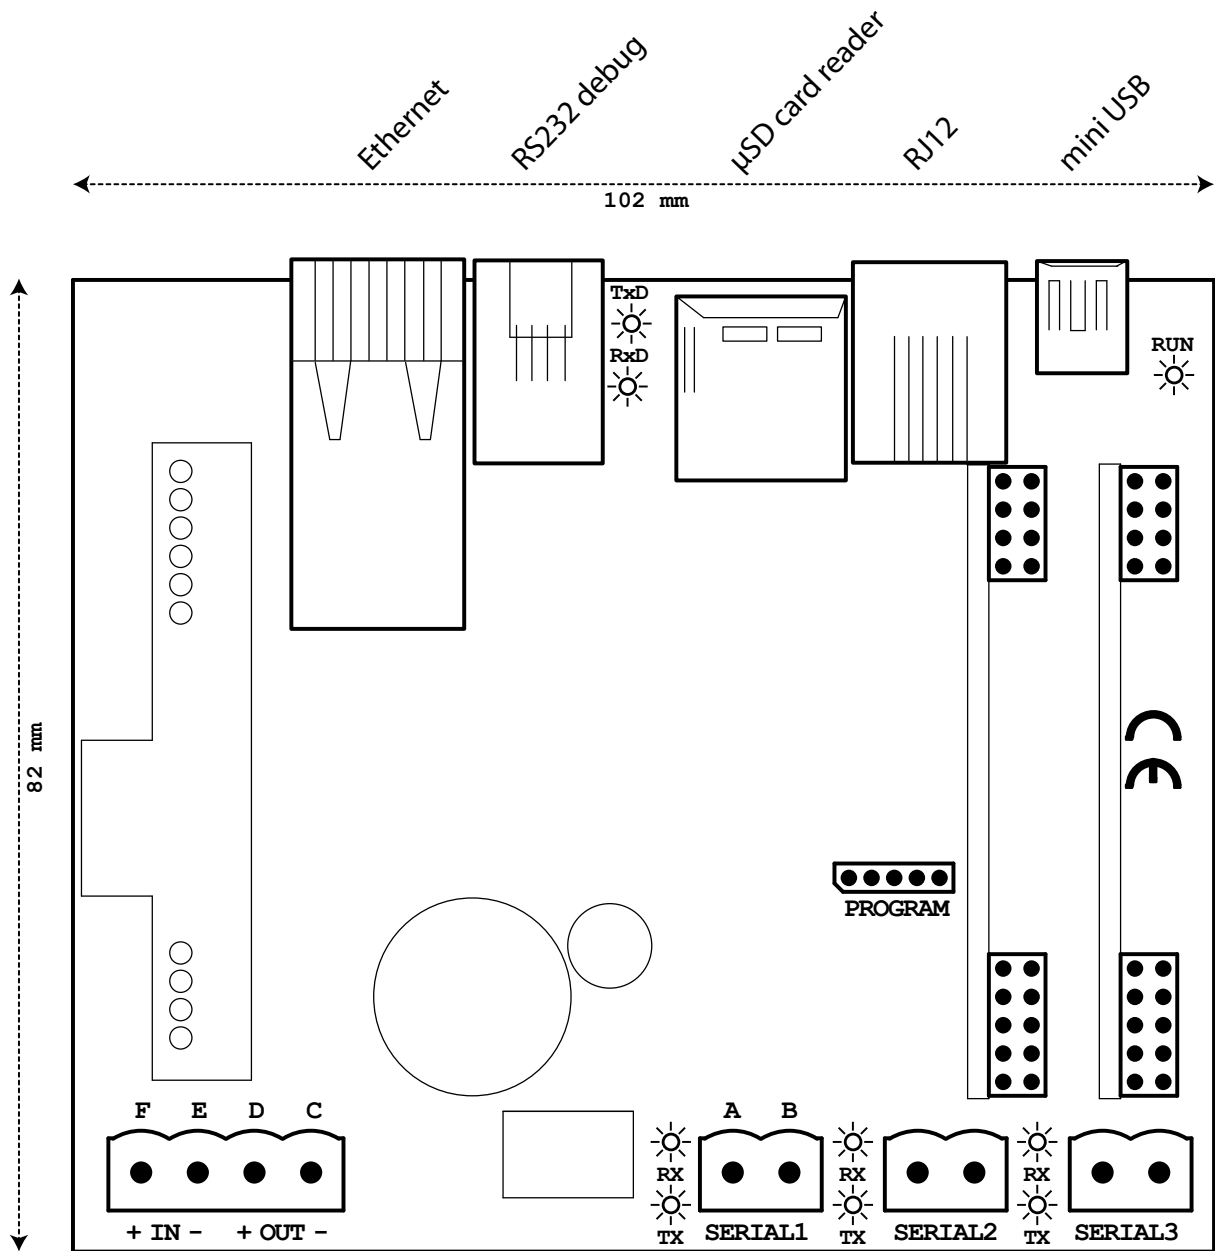 Ethernet
RS232 debug
µSD card reader
RJ12
mini USB
102 mm
TxD
RxD
RUN
82 mm
CE
PROGRAM
F E D C
A B
RX RX RX
+ IN - + OUT -
TX SERIAL1 TX SERIAL2 TX SERIAL3